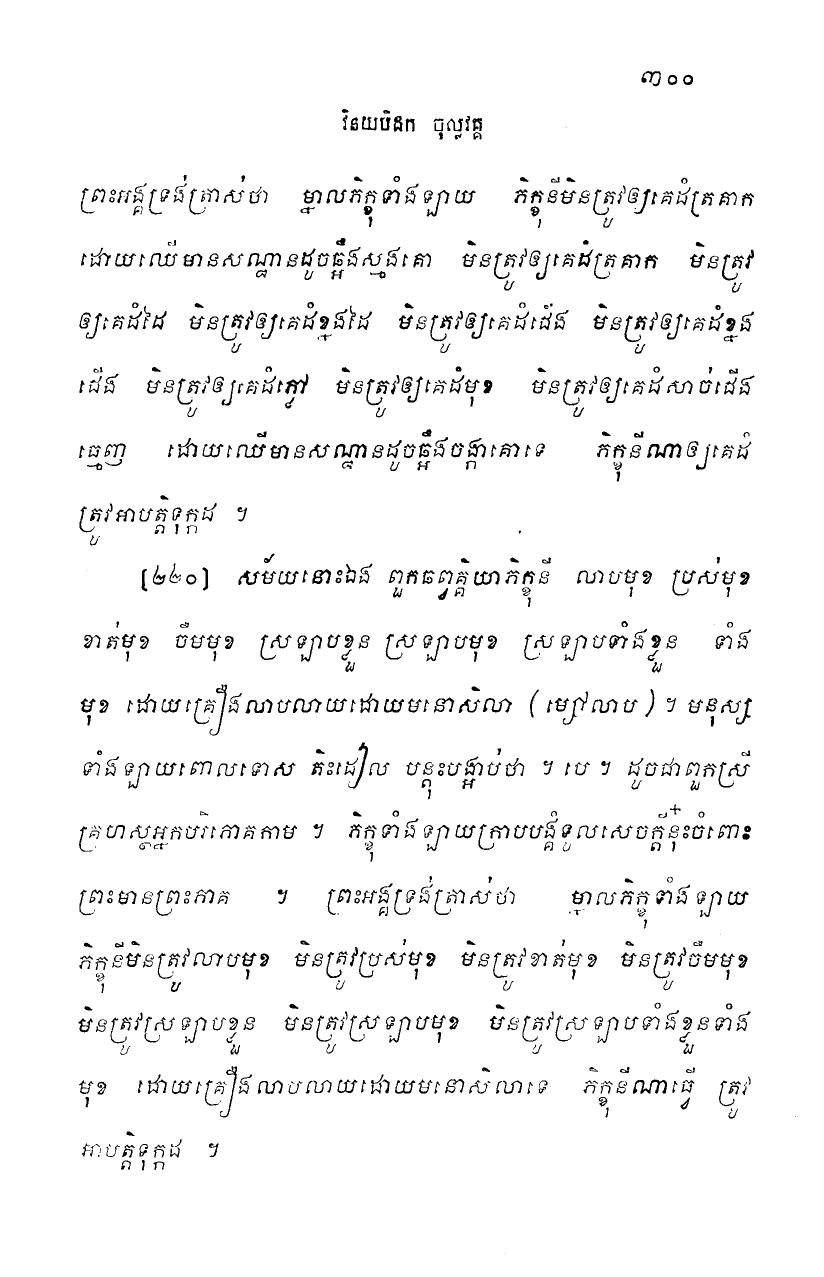 ៣០០
វិនយបិដក ចុល្លវគ្គ
ព្រះអង្គទ្រង់ត្រាស់ថា ម្នាលភិក្ខុទាំងឡាយ ភិក្ខុនីមិនត្រូវឲ្យគេដំត្រគាក
ដោយឈើមានសណ្ឋានដូចឆ្អឹងស្មងគោ មិនត្រូវឲ្យគេដំត្រគាក មិនត្រូវ
ឲ្យគេដំដៃ មិនត្រូវឲ្យគេដំខ្នងដៃ មិនត្រូវឲ្យគេដំជើង មិនត្រូវឲ្យគេដំខ្នង
ជើង មិនត្រូវឲ្យគេដំភ្លៅ មិនត្រូវឲ្យគេដំមុខ មិនត្រូវឲ្យគេដំសាច់ជើង
ធ្មេញ ដោយឈើមានសណ្ឋានដូចឆ្អឹងចង្កាគោទេ ភិក្ខុនីណាឲ្យគេដំ
ត្រូវអាបត្តិទុក្កដ ។
[២២០] សម័យនោះឯង ពួកឆព្វគ្គិយាភិក្ខុនី លាបមុខ ប្រស់មុខ
ខាត់មុខ ចឹមមុខ ស្រឡាបខ្លួន ស្រឡាបមុខ ស្រឡាបទាំងខ្លួន ទាំង
មុខ ដោយគ្រឿងលាបលាយដោយមនោសិលា (ម្សៅលាប) ។ មនុស្ស
ទាំងឡាយពោលទោស តិះដៀល បន្តុះបង្អាប់ថា ។ បេ ។ ដូចជាពួកស្រី
គ្រហស្ថអ្នកបរិភោគកាម ។ ភិក្ខុទាំងឡាយក្រាបបង្គំទូលសេចក្តីនុ៎ះចំពោះ
ព្រះមានព្រះភាគ ។ ព្រះអង្គទ្រង់ត្រាស់ថា ម្នាលភិក្ខុទាំងឡាយ
ភិក្ខុនីមិនត្រូវលាបមុខ មិនត្រូវប្រស់មុខ មិនត្រូវខាត់មុខ មិនត្រូវចឹមមុខ
មិនត្រូវស្រឡាបខ្លួន មិនត្រូវស្រឡាបមុខ មិនត្រូវស្រឡាបទាំងខ្លួនទាំង
មុខ ដោយគ្រឿងលាបលាយដោយមនោសិលាទេ ភិក្ខុនីណាធ្វើ ត្រូវ
អាបត្តិទុក្កដ ។